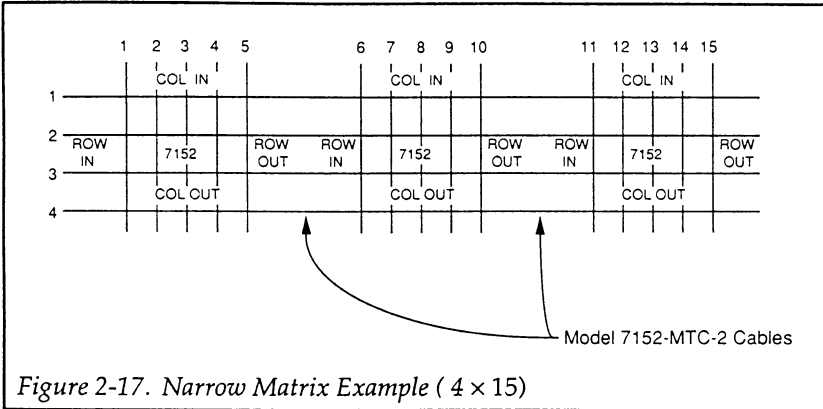 1 2 3 4 5 6 7 8 9 10 11 12 13 14 15
COL IN COL IN COL IN
1
2
ROW IN 7152 ROW OUT ROW IN 7152 ROW OUT ROW IN 7152 ROW OUT
3
COL OUT COL OUT COL OUT
4
Model 7152-MTC-2 Cables
Figure 2-17. Narrow Matrix Example ( 4 × 15)